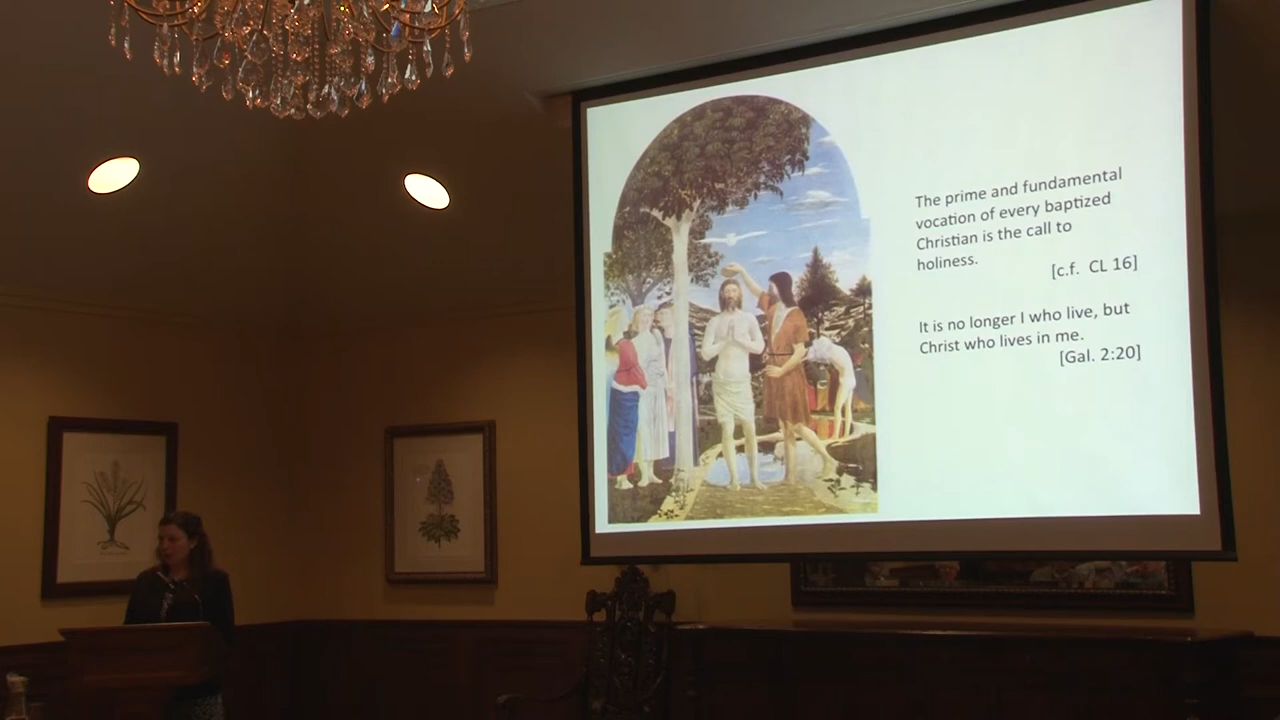 The prime and fundamental
vocation of every baptized
Christian is the call to
holiness.
[c.f. CL 16]
It is no longer I who live, but
Christ who lives in me.
[Gal. 2:20]